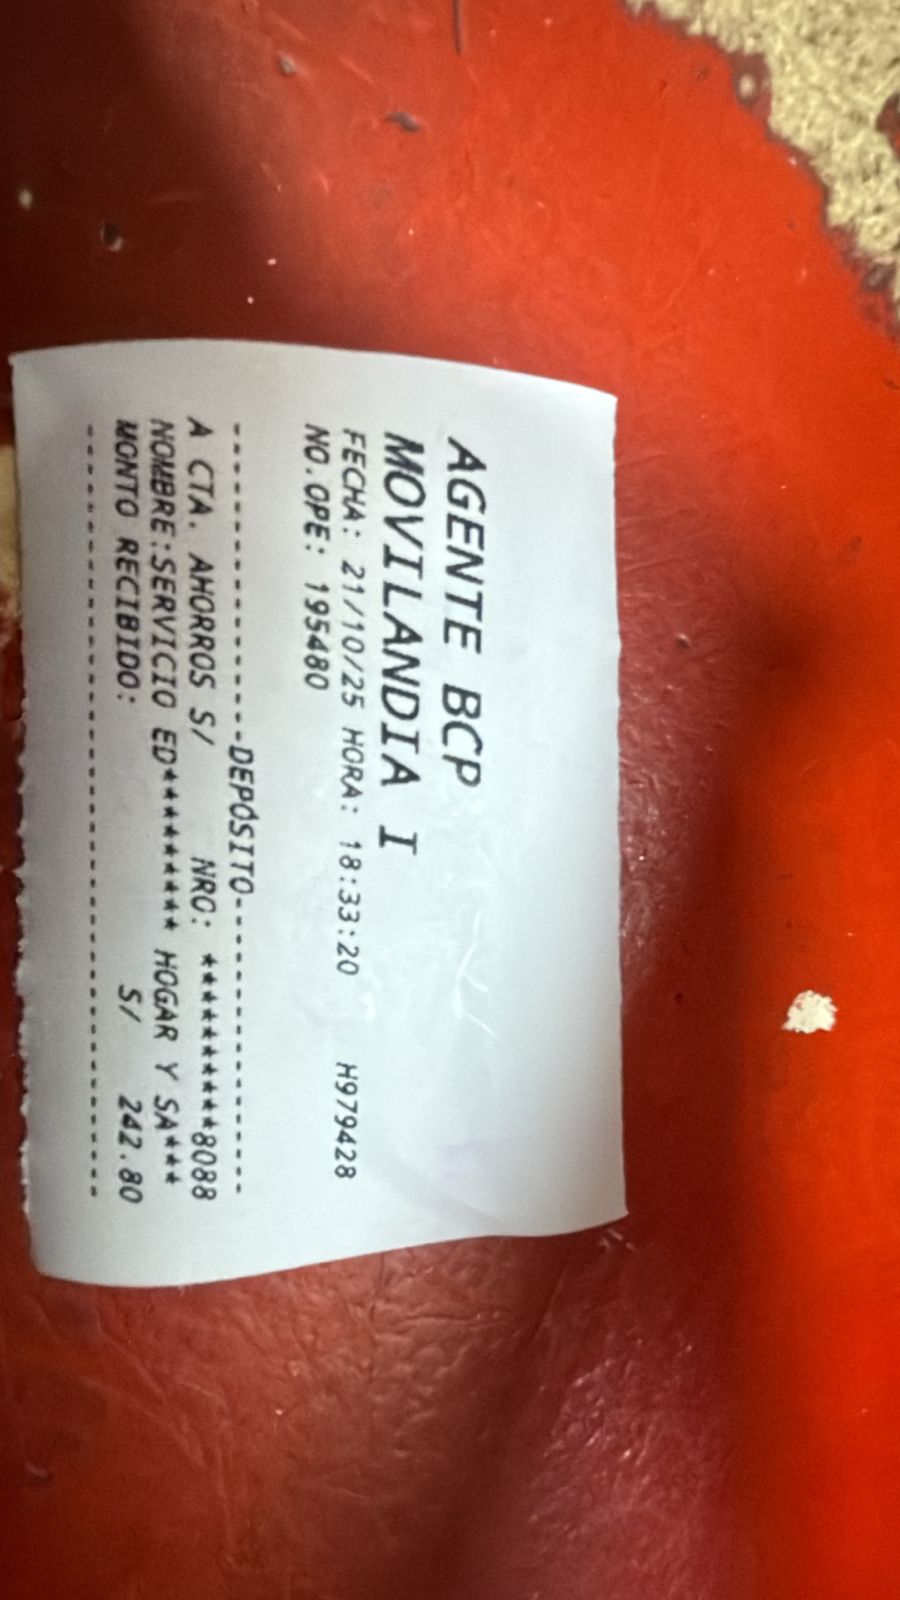 AGENTE BCP
MOVILANDIA I
FECHA: 21/10/25 HORA: 18:33:20 H979428
NO.OPE: 195480
--------------DEPÓSITO--------------
A CTA. AHORROS S/ NRO: **********8088
NOMBRE:SERVICIO ED********* HOGAR Y SA***
MONTO RECIBIDO: S/ 242.80